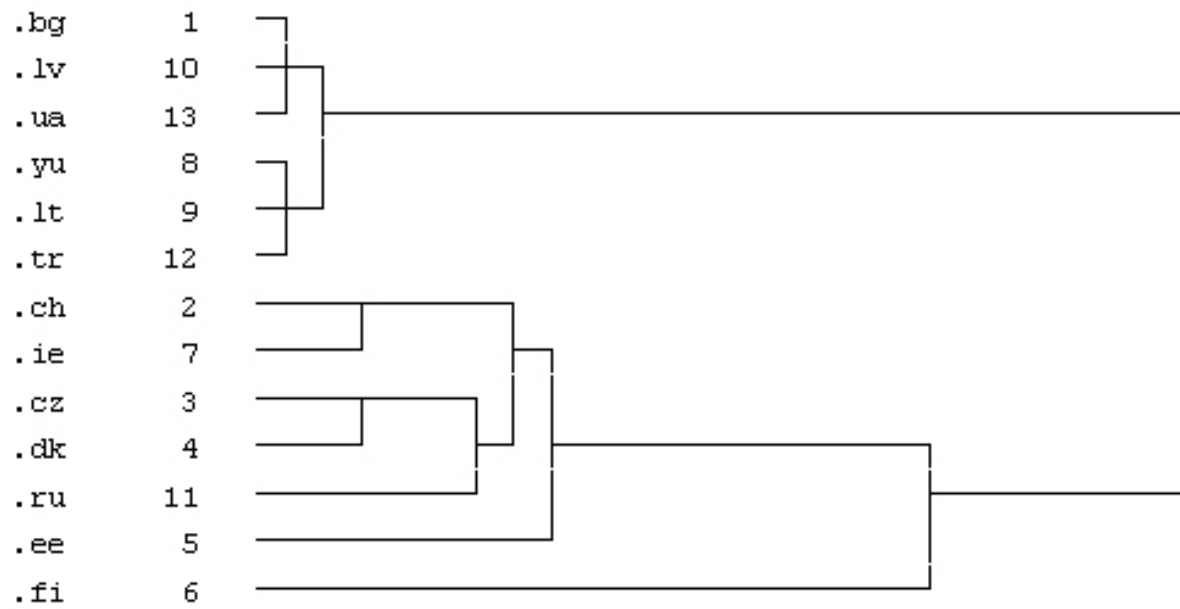 .bg 1
.lv 10
.ua 13
.yu 8
.lt 9
.tr 12
.ch 2
.ie 7
.cz 3
.dk 4
.ru 11
.ee 5
.fi 6